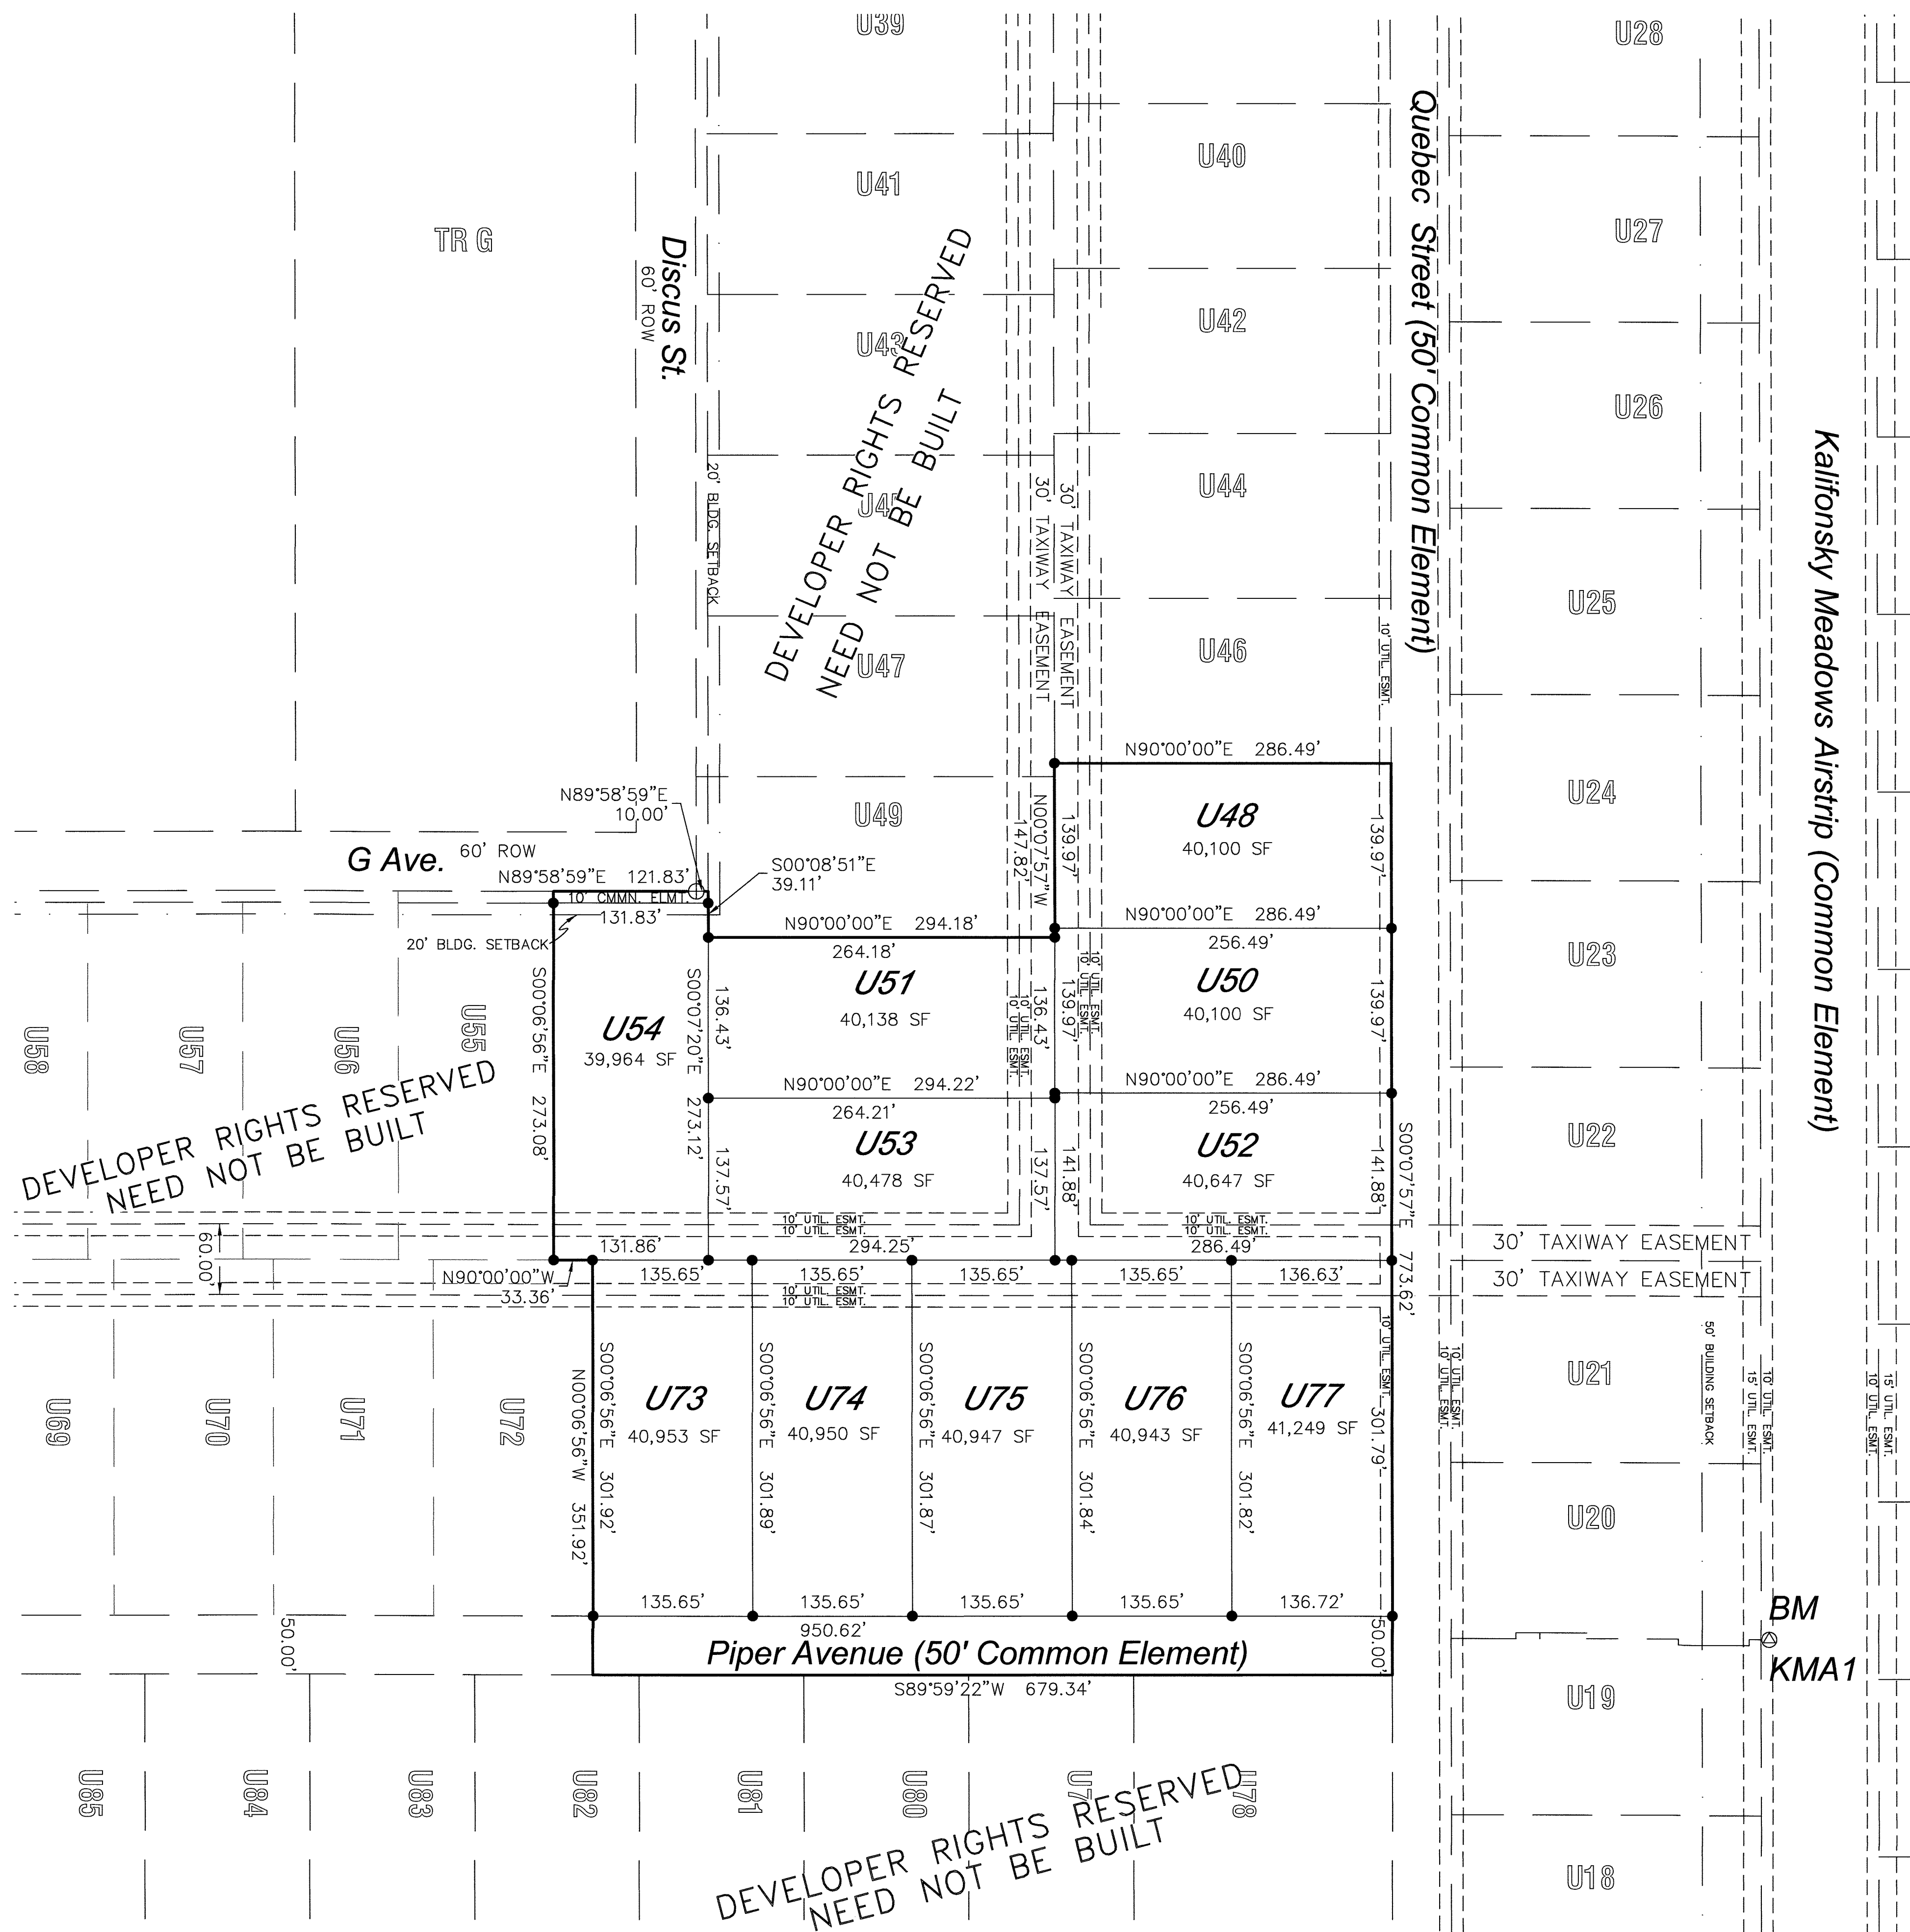 U39
U28
U40
U41
U27
TR G
Discus St.
60' ROW
Quebec Street (50' Common Element)
U42
U43
DEVELOPER RIGHTS RESERVED
NEED NOT BE BUILT
U26
Kalifonsky Meadows Airstrip (Common Element)
20' BLDG. SETBACK
U45
U44
30' TAXIWAY EASEMENT
30' TAXIWAY EASEMENT
U25
U47
U46
10' UTIL. ESMT.
N90°00'00"E 286.49'
U24
N89°58'59"E
10.00'
U49
147.82'
N00°07'57"W
139.97'
U48
40,100 SF
139.97'
G Ave.
60' ROW
N89°58'59"E 121.83'
10' CMMN. ELMT.
131.83'
20' BLDG. SETBACK
S00°08'51"E
39.11'
N90°00'00"E 294.18'
264.18'
N90°00'00"E 286.49'
256.49'
U23
U58
U57
U56
U55
DEVELOPER RIGHTS RESERVED
NEED NOT BE BUILT
S00°06'56"E 273.08'
U54
39,964 SF
S00°07'20"E 273.12'
136.43'
U51
40,138 SF
10' UTIL. ESMT.
10' UTIL. ESMT.
136.43'
139.97'
10' UTIL. ESMT.
10' UTIL. ESMT.
U50
40,100 SF
139.97'
N90°00'00"E 294.22'
264.21'
N90°00'00"E 286.49'
256.49'
137.57'
U53
40,478 SF
137.57'
141.88'
U52
40,647 SF
141.88'
S00°07'57"E 773.62'
U22
60.00'
10' UTIL. ESMT.
10' UTIL. ESMT.
10' UTIL. ESMT.
10' UTIL. ESMT.
30' TAXIWAY EASEMENT
30' TAXIWAY EASEMENT
131.86'
294.25'
286.49'
N90°00'00"W
33.36'
135.65'
135.65'
135.65'
135.65'
136.63'
10' UTIL. ESMT.
10' UTIL. ESMT.
U69
U70
U71
U72
N00°06'56"W 351.92'
S00°06'56"E 301.92'
U73
40,953 SF
S00°06'56"E 301.89'
U74
40,950 SF
S00°06'56"E 301.87'
U75
40,947 SF
S00°06'56"E 301.84'
U76
40,943 SF
S00°06'56"E 301.82'
U77
41,249 SF
10' UTIL. ESMT.
301.79'
10' UTIL. ESMT.
10' UTIL. ESMT.
U21
50' BUILDING SETBACK
15' UTIL. ESMT.
10' UTIL. ESMT.
10' UTIL. ESMT.
15' UTIL. ESMT.
U20
135.65'
135.65'
135.65'
135.65'
136.72'
950.62'
50.00'
50.00'
Piper Avenue (50' Common Element)
S89°59'22"W 679.34'
BM
KMA1
U19
U85
U84
U83
U82
U81
U80
U78
DEVELOPER RIGHTS RESERVED
NEED NOT BE BUILT
U18